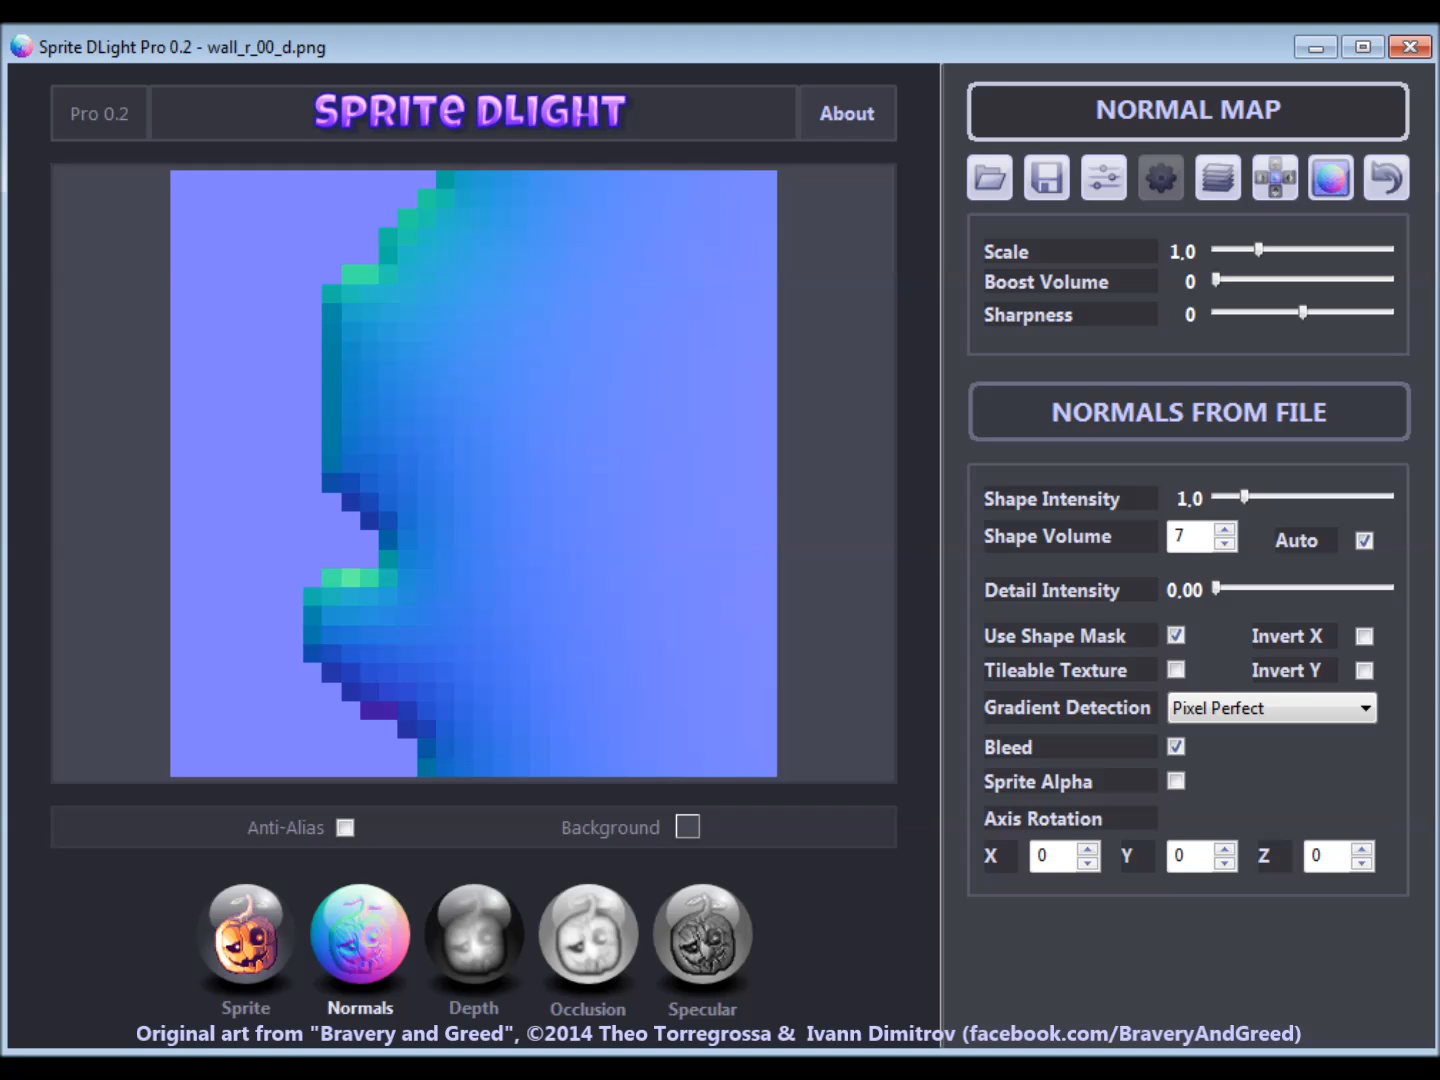 Sprite DLight Pro 0.2 - wall_r_00_d.png
Pro 0.2
SPRITE DLIGHT
About
NORMAL MAP
Scale 1,0
Boost Volume 0
Sharpness 0
NORMALS FROM FILE
Shape Intensity 1,0
Shape Volume 7 Auto
Detail Intensity 0,00
Use Shape Mask Invert X
Tileable Texture Invert Y
Gradient Detection Pixel Perfect
Bleed
Sprite Alpha
Axis Rotation
X 0 Y 0 Z 0
Anti-Alias Background
Sprite Normals Depth Occlusion Specular
Original art from "Bravery and Greed", ©2014 Theo Torregrossa & Ivann Dimitrov (facebook.com/BraveryAndGreed)